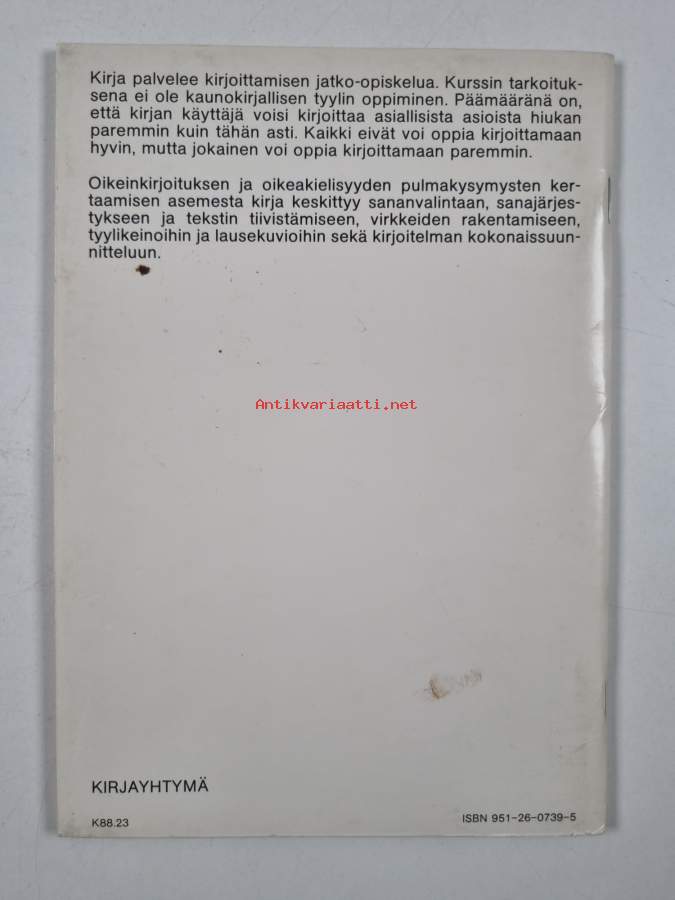 Kirja palvelee kirjoittamisen jatko-opiskelua. Kurssin tarkoituk-
sena ei ole kaunokirjallisen tyylin oppiminen. Päämääränä on,
että kirjan käyttäjä voisi kirjoittaa asiallisista asioista hiukan
paremmin kuin tähän asti. Kaikki eivät voi oppia kirjoittamaan
hyvin, mutta jokainen voi oppia kirjoittamaan paremmin.
Oikeinkirjoituksen ja oikeakielisyyden pulmakysymysten ker-
taamisen asemesta kirja keskittyy sananvalintaan, sanajärjes-
tykseen ja tekstin tiivistämiseen, virkkeiden rakentamiseen,
tyylikeinoihin ja lausekuvioihin sekä kirjoitelman kokonaissuun-
nitteluun.
Antikvariaatti.net
KIRJAYHTYMÄ
K88.23
ISBN 951-26-0739-5